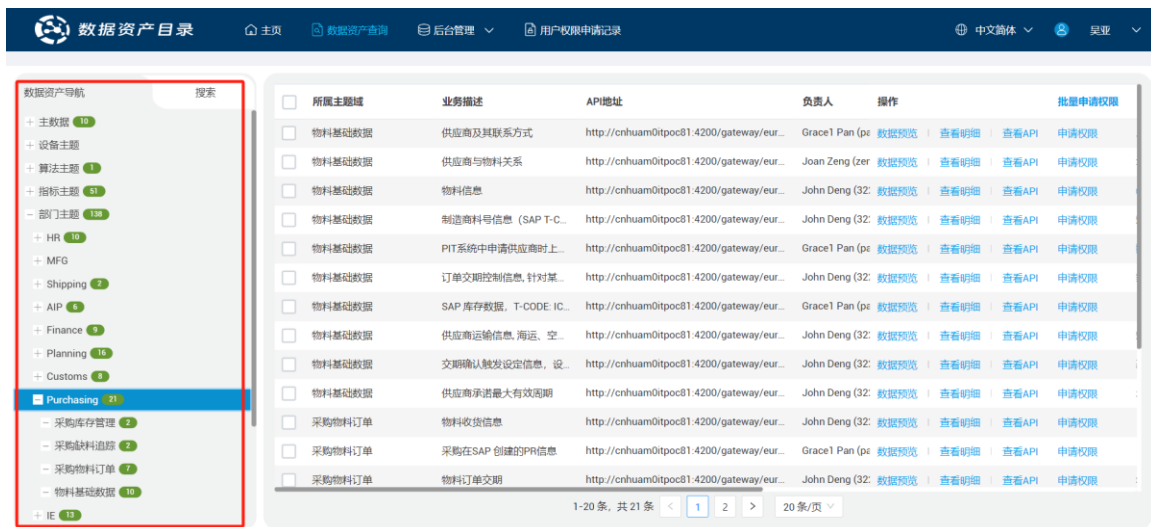 数据资产目录 主页 数据资产查询 后台管理 用户权限申请记录 中文简体 吴亚
数据资产导航 搜索
主数据 10
设备主题
算法主题 1
指标主题 51
部门主题 138
HR 10
MFG
Shipping 2
AIP 6
Finance 9
Planning 16
Customs 8
Purchasing 21
采购库存管理 2
采购缺料追踪 2
采购物料订单 7
物料基础数据 10
IE 13
所属主题域 业务描述 API地址 负责人 操作 批量申请权限
物料基础数据 供应商及其联系方式 http://cnhuam0itpoc81:4200/gateway/eur... Grace1 Pan (pa 数据预览 查看明细 查看API 申请权限
物料基础数据 供应商与物料关系 http://cnhuam0itpoc81:4200/gateway/eur... Joan Zeng (zer 数据预览 查看明细 查看API 申请权限
物料基础数据 物料信息 http://cnhuam0itpoc81:4200/gateway/eur... John Deng (32: 数据预览 查看明细 查看API 申请权限
物料基础数据 制造商料号信息（SAP T-C... http://cnhuam0itpoc81:4200/gateway/eur... John Deng (32: 数据预览 查看明细 查看API 申请权限
物料基础数据 PIT系统中申请供应商时上... http://cnhuam0itpoc81:4200/gateway/eur... Grace1 Pan (pa 数据预览 查看明细 查看API 申请权限
物料基础数据 订单交期控制信息, 针对某... http://cnhuam0itpoc81:4200/gateway/eur... John Deng (32: 数据预览 查看明细 查看API 申请权限
物料基础数据 SAP 库存数据，T-CODE: IC... http://cnhuam0itpoc81:4200/gateway/eur... Grace1 Pan (pa 数据预览 查看明细 查看API 申请权限
物料基础数据 供应商运输信息, 海运、空... http://cnhuam0itpoc81:4200/gateway/eur... John Deng (32: 数据预览 查看明细 查看API 申请权限
物料基础数据 交期确认触发设定信息，设... http://cnhuam0itpoc81:4200/gateway/eur... John Deng (32: 数据预览 查看明细 查看API 申请权限
物料基础数据 供应商承诺最大有效周期 http://cnhuam0itpoc81:4200/gateway/eur... John Deng (32: 数据预览 查看明细 查看API 申请权限
采购物料订单 物料收货信息 http://cnhuam0itpoc81:4200/gateway/eur... John Deng (32: 数据预览 查看明细 查看API 申请权限
采购物料订单 采购在SAP 创建的PR信息 http://cnhuam0itpoc81:4200/gateway/eur... Grace1 Pan (pa 数据预览 查看明细 查看API 申请权限
采购物料订单 物料订单交期 http://cnhuam0itpoc81:4200/gateway/eur... John Deng (32: 数据预览 查看明细 查看API 申请权限
1-20 条，共 21 条 < 1 2 > 20 条/页